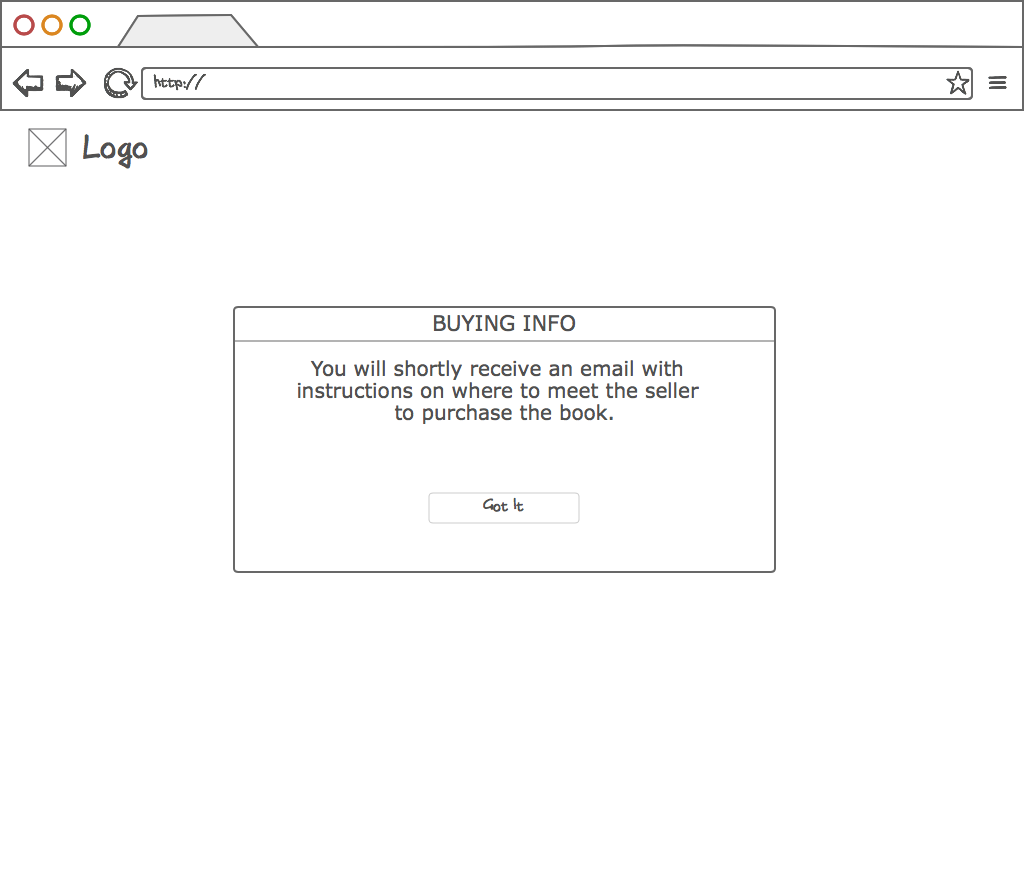 http://
Logo
BUYING INFO
You will shortly receive an email with
instructions on where to meet the seller
to purchase the book.
Got It